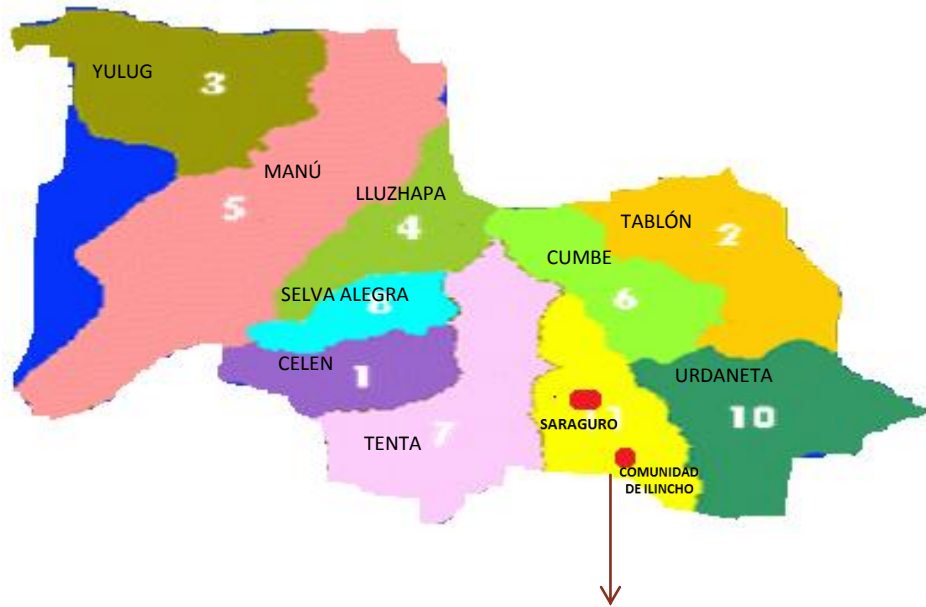 YULUG
3
MANÚ
5
LLUZHAPA
4
TABLÓN
2
CUMBE
6
SELVA ALEGRA
CELEN
1
URDANETA
10
TENTA
7
SARAGURO
COMUNIDAD
DE ILINCHO